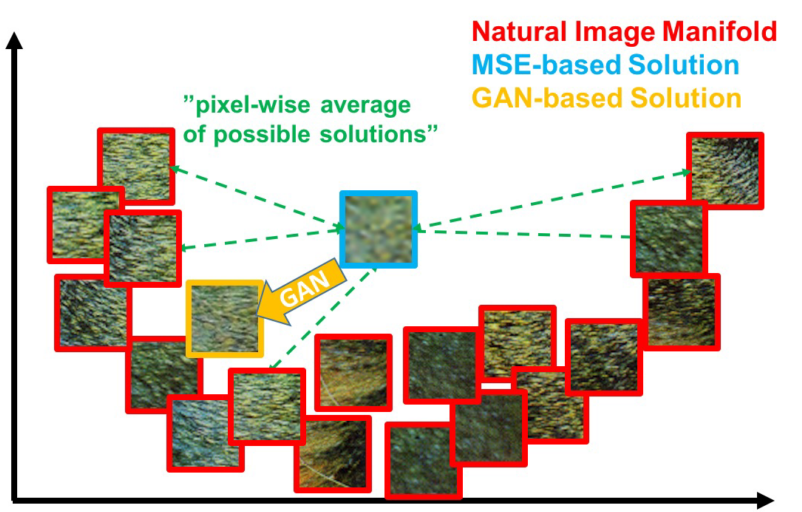 Natural Image Manifold
MSE-based Solution
GAN-based Solution
”pixel-wise average
of possible solutions”
GAN